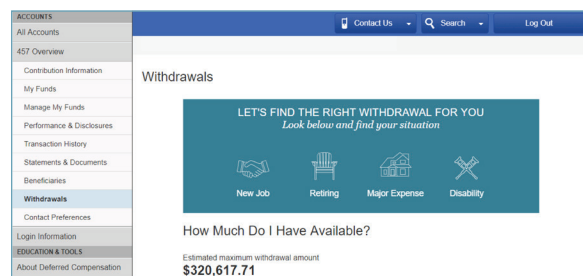 ACCOUNTS
All Accounts
457 Overview
Contribution Information
My Funds
Manage My Funds
Performance & Disclosures
Transaction History
Statements & Documents
Beneficiaries
Withdrawals
Contact Preferences
Login Information
EDUCATION & TOOLS
About Deferred Compensation
Contact Us Search Log Out
Withdrawals
LET'S FIND THE RIGHT WITHDRAWAL FOR YOU
Look below and find your situation
New Job Retiring Major Expense Disability
How Much Do I Have Available?
Estimated maximum withdrawal amount
$320,617.71